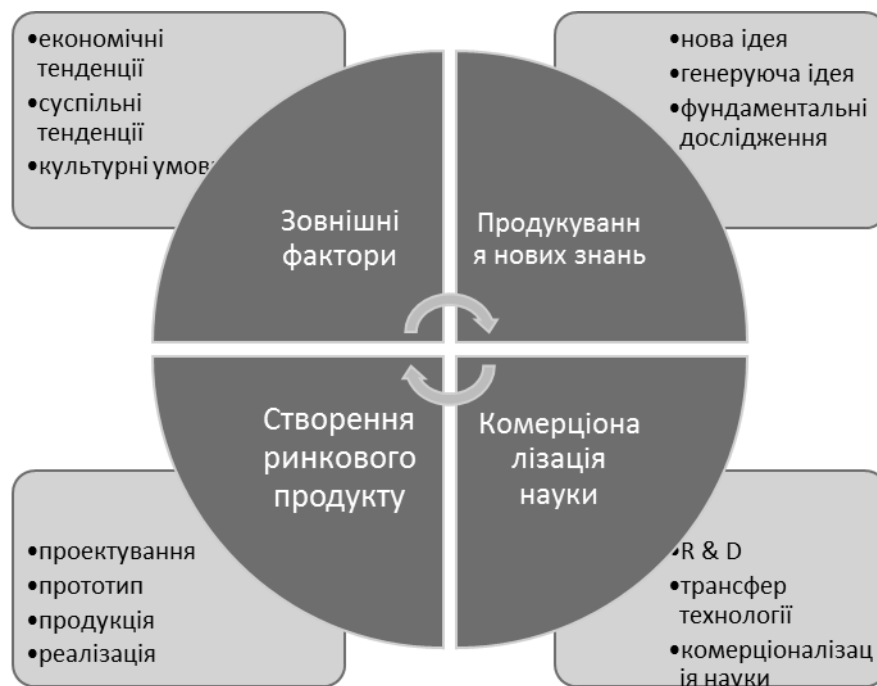 •економічні
тенденції
•суспільні
тенденції
•культурні умов
•нова ідея
•генеруюча ідея
•фундаментальні
дослідження
Зовнішні
фактори
Продукуванн
я нових знань
Створення
ринкового
продукту
Комерціона
лізація
науки
•проектування
•прототип
•продукція
•реалізація
•R & D
•трансфер
технології
•комерціоналізац
ія науки